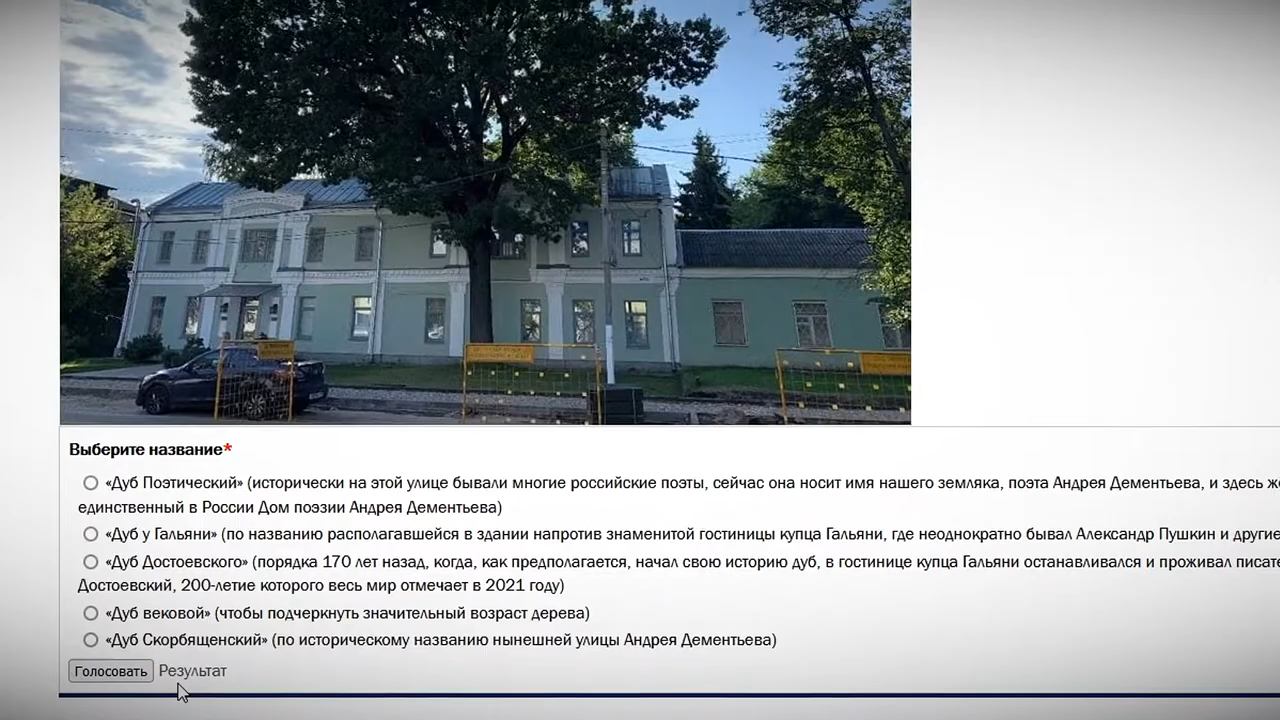 Выберите название*
«Дуб Поэтический» (исторически на этой улице бывали многие российские поэты, сейчас она носит имя нашего земляка, поэта Андрея Дементьева, и здесь
единственный в России Дом поэзии Андрея Дементьева)
«Дуб у Гальяни» (по названию располагавшейся в здании напротив знаменитой гостиницы купца Гальяни, где неоднократно бывал Александр Пушкин и другие
«Дуб Достоевского» (порядка 170 лет назад, когда, как предполагается, начал свою историю дуб, в гостинице купца Гальяни останавливался и проживал
Достоевский, 200-летие которого весь мир отмечает в 2021 году)
«Дуб вековой» (чтобы подчеркнуть значительный возраст дерева)
«Дуб Скорбященский» (по историческому названию нынешней улицы Андрея Дементьева)
Голосовать Результат